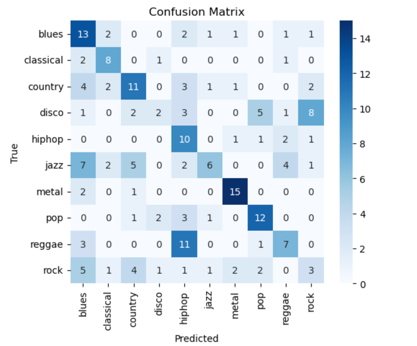 Confusion Matrix
True
blues 13 2 0 0 2 1 1 0 1 1
classical 2 8 0 1 0 0 0 0 0 0
country 4 2 11 0 3 1 1 0 0 2
disco 1 0 2 2 3 0 0 5 1 8
hiphop 0 0 0 0 10 0 1 1 2 1
jazz 7 2 5 0 2 6 0 0 4 1
metal 2 0 1 0 0 0 15 0 0 0
pop 0 0 1 2 3 1 0 12 0 0
reggae 3 0 0 0 11 0 0 1 7 0
rock 5 1 4 1 1 1 2 2 0 3
blues classical country disco hiphop jazz metal pop reggae rock
Predicted
14
12
10
8
6
4
2
0